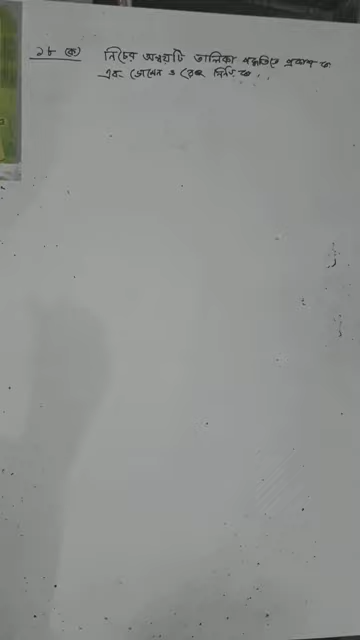 ১৮ (ক) নিচের অন্বয়টি তালিকা পদ্ধতিতে প্রকাশ কর
এবং ডোমেন ও রেঞ্জ নির্ণয় কর